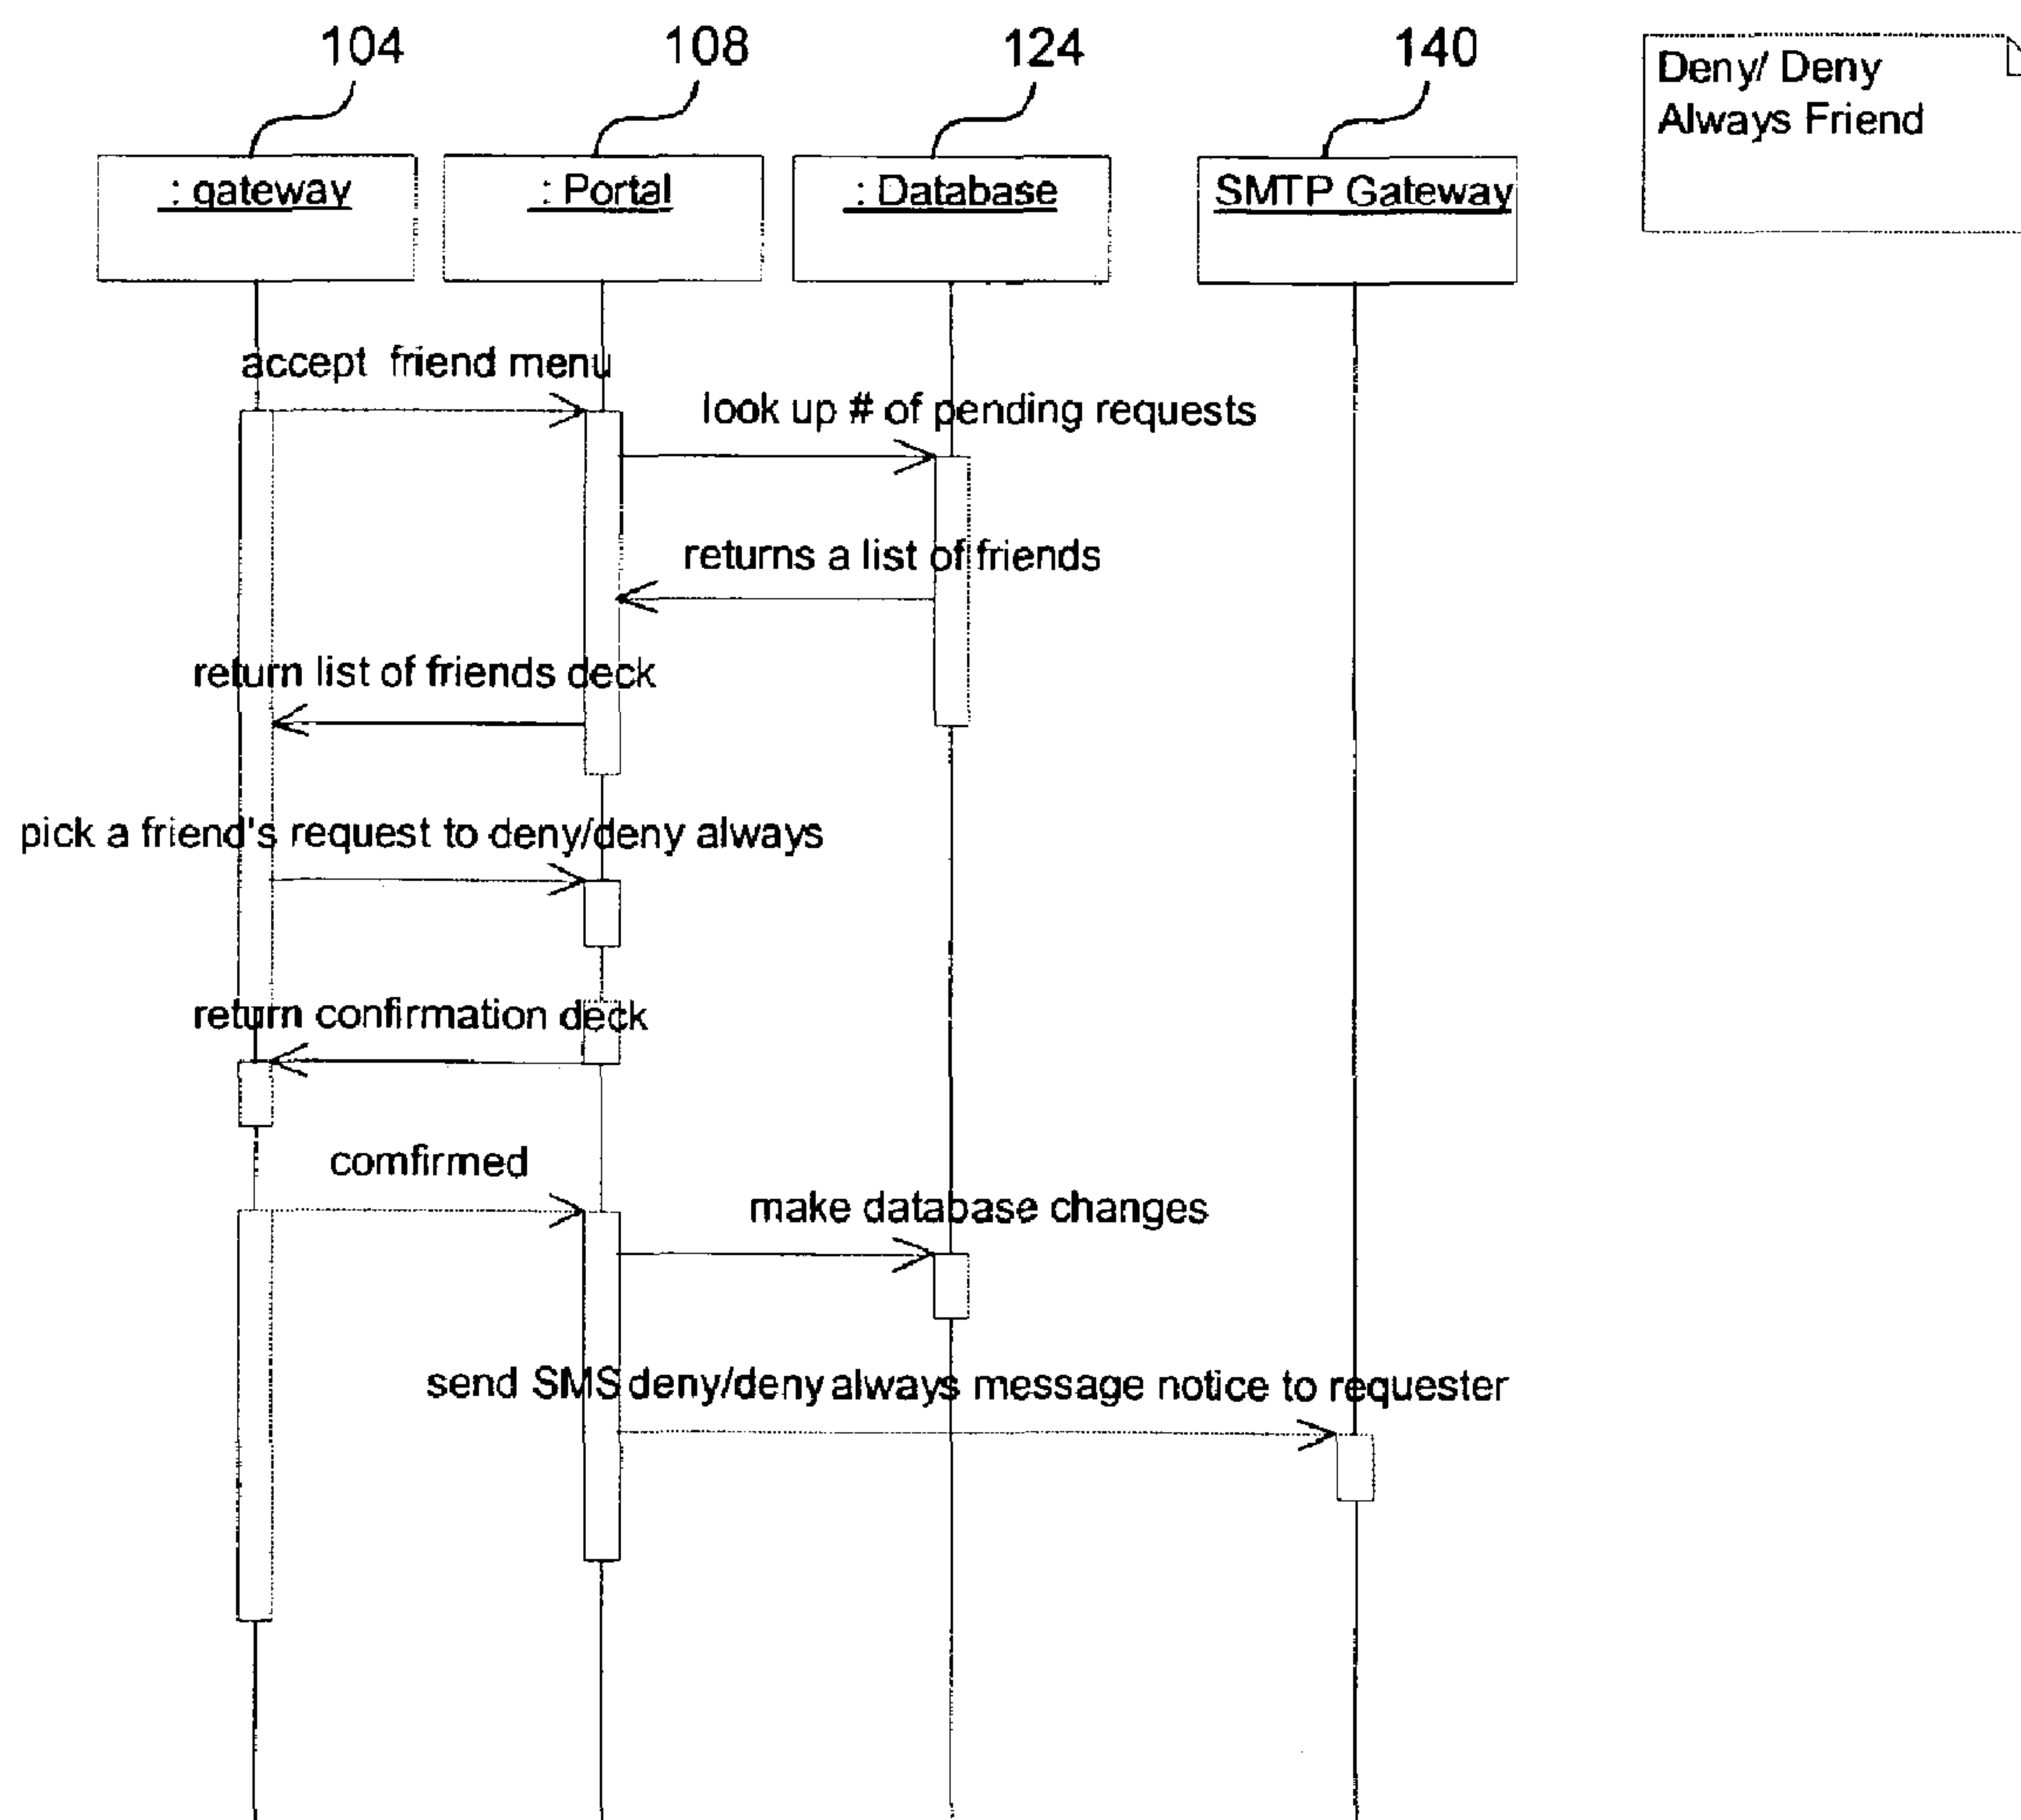 104
108
124
140
Deny/ Deny
Always Friend
: gateway
: Portal
: Database
SMTP Gateway
accept friend menu
look up # of pending requests
returns a list of friends
return list of friends deck
pick a friend's request to deny/deny always
return confirmation deck
comfirmed
make database changes
send SMS deny/deny always message notice to requester